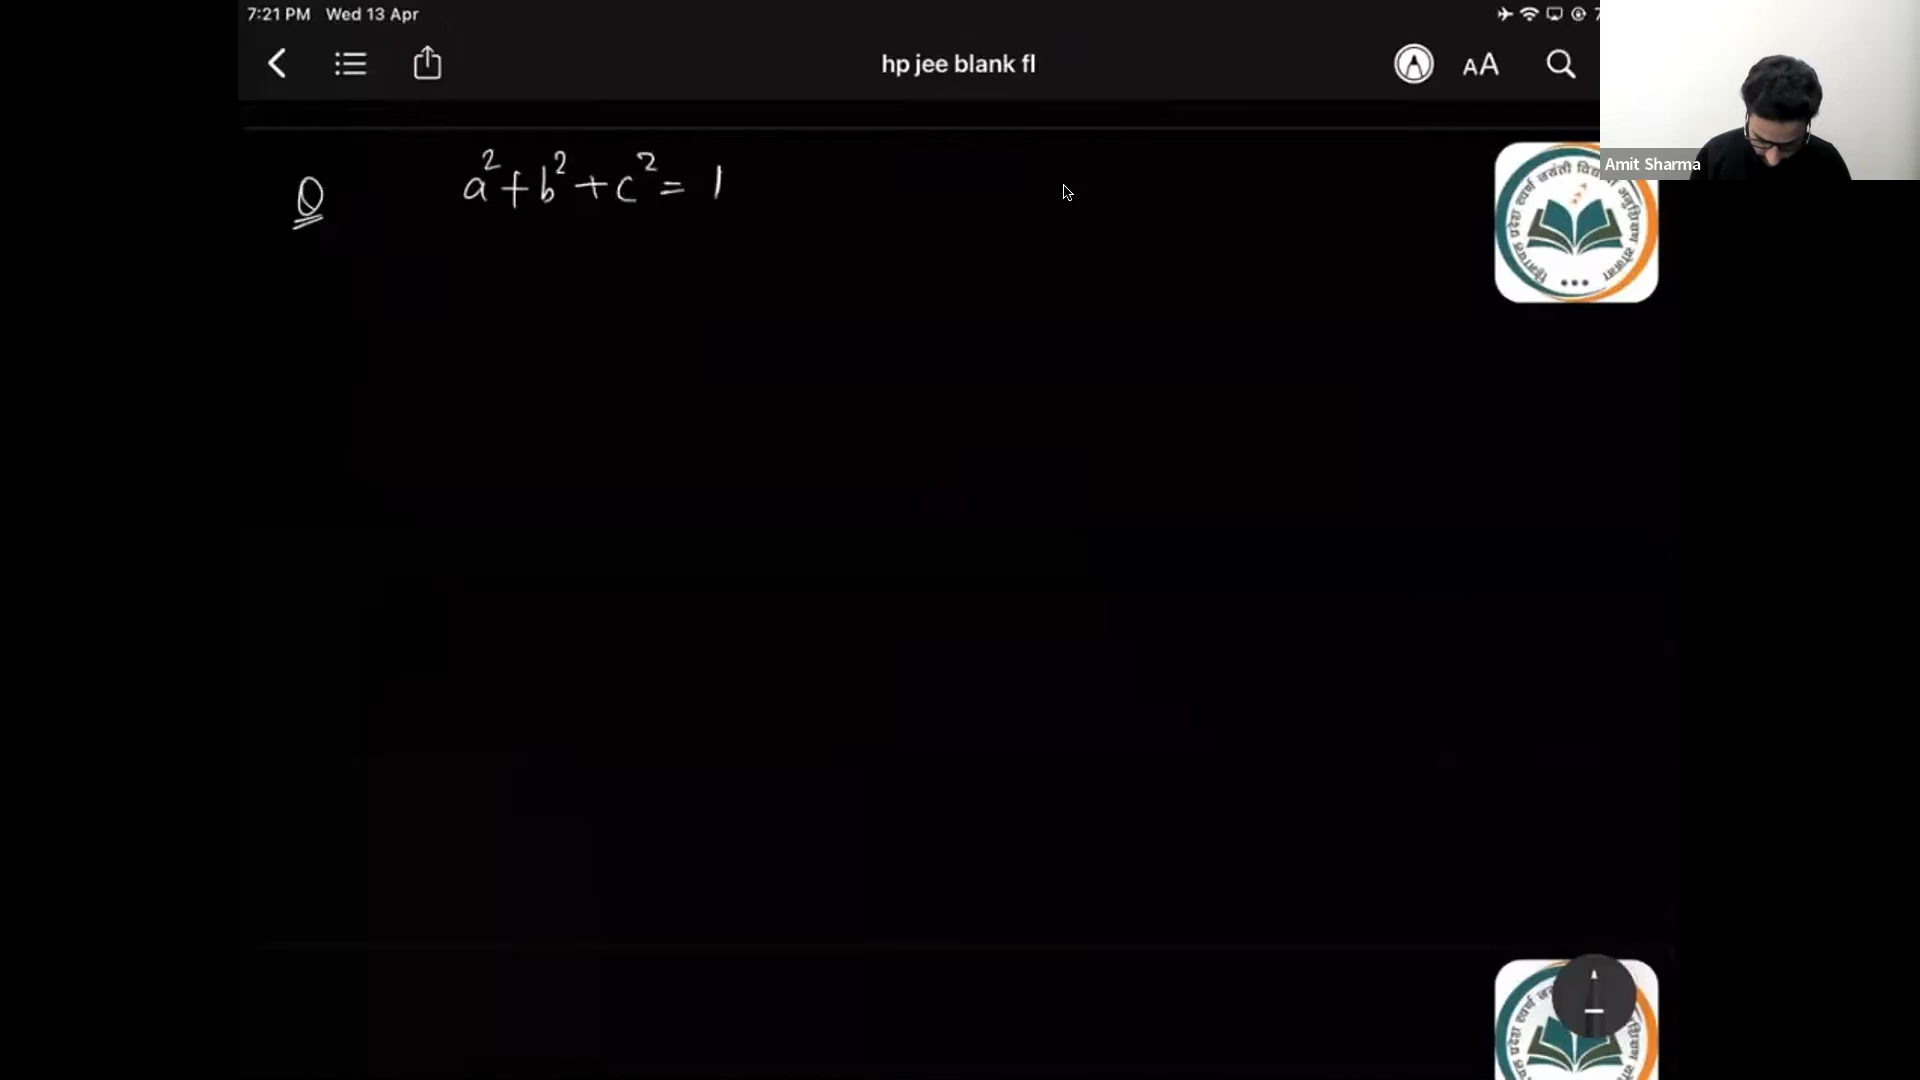 7:21 PM Wed 13 Apr
hp jee blank fl
AA
Amit Sharma
Q a²+b²+c²= 1